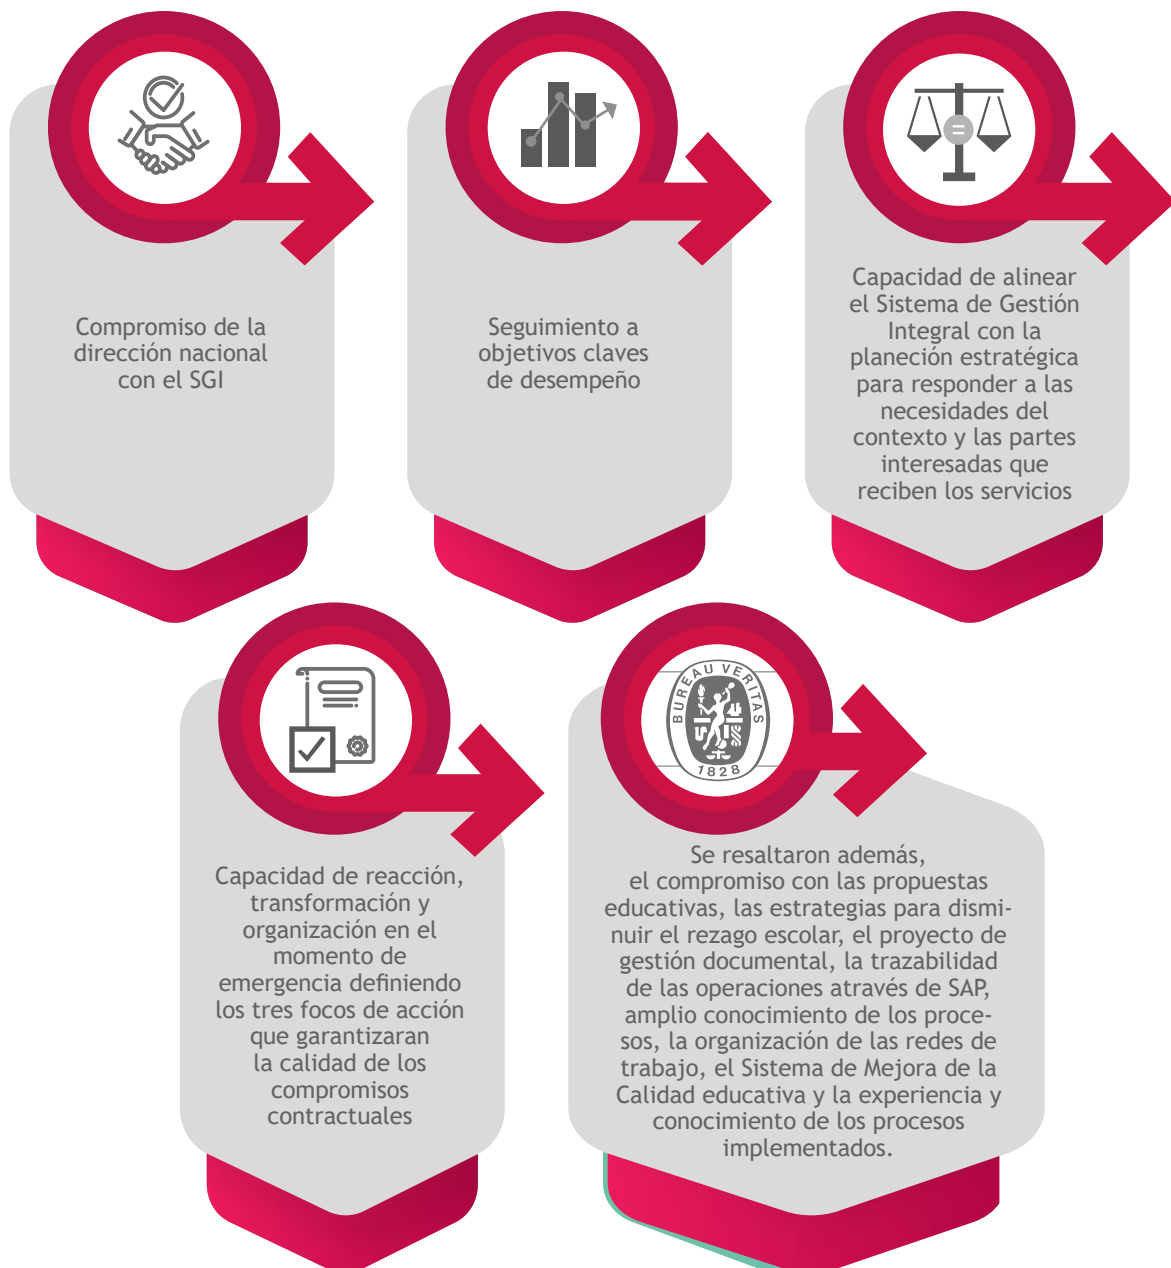 Compromiso de la
dirección nacional
con el SGI
Seguimiento a
objetivos claves
de desempeño
Capacidad de alinear
el Sistema de Gestión
Integral con la
planeción estratégica
para responder a las
necesidades del
contexto y las partes
interesadas que
reciben los servicios
Capacidad de reacción,
transformación y
organización en el
momento de
emergencia definiendo
los tres focos de acción
que garantizaran
la calidad de los
compromisos
contractuales
BUREAU VERITAS
1828
Se resaltaron además,
el compromiso con las propuestas
educativas, las estrategias para dismi-
nuir el rezago escolar, el proyecto de
gestión documental, la trazabilidad
de las operaciones através de SAP,
amplio conocimiento de los proce-
sos, la organización de las redes de
trabajo, el Sistema de Mejora de la
Calidad educativa y la experiencia y
conocimiento de los procesos
implementados.